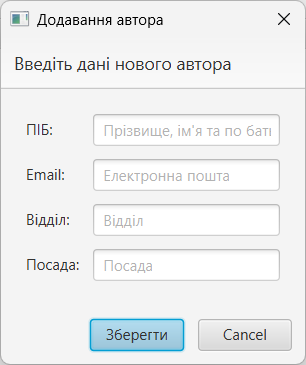 Додавання автора
Введіть дані нового автора
ПІБ: Прізвище, ім'я та по бать
Email: Електронна пошта
Відділ: Відділ
Посада: Посада
Зберегти Cancel